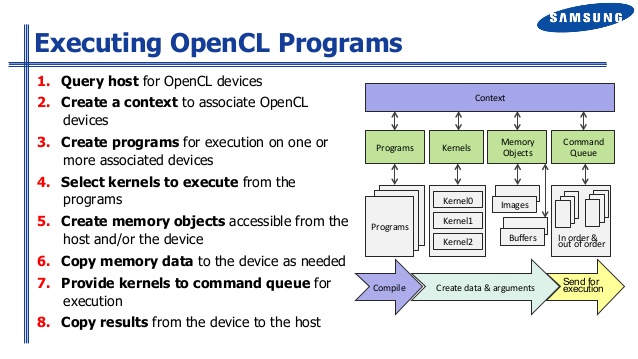 SAMSUNG
Executing OpenCL Programs
1. Query host for OpenCL devices
2. Create a context to associate OpenCL
devices
3. Create programs for execution on one or
more associated devices
4. Select kernels to execute from the
programs
5. Create memory objects accessible from the
host and/or the device
6. Copy memory data to the device as needed
7. Provide kernels to command queue for
execution
8. Copy results from the device to the host
Context
Programs
Kernels
Memory
Objects
Command
Queue
Programs
Kernel0
Kernel1
Kernel2
Images
Buffers
In order &
out of order
Compile
Create data & arguments
Send for
execution